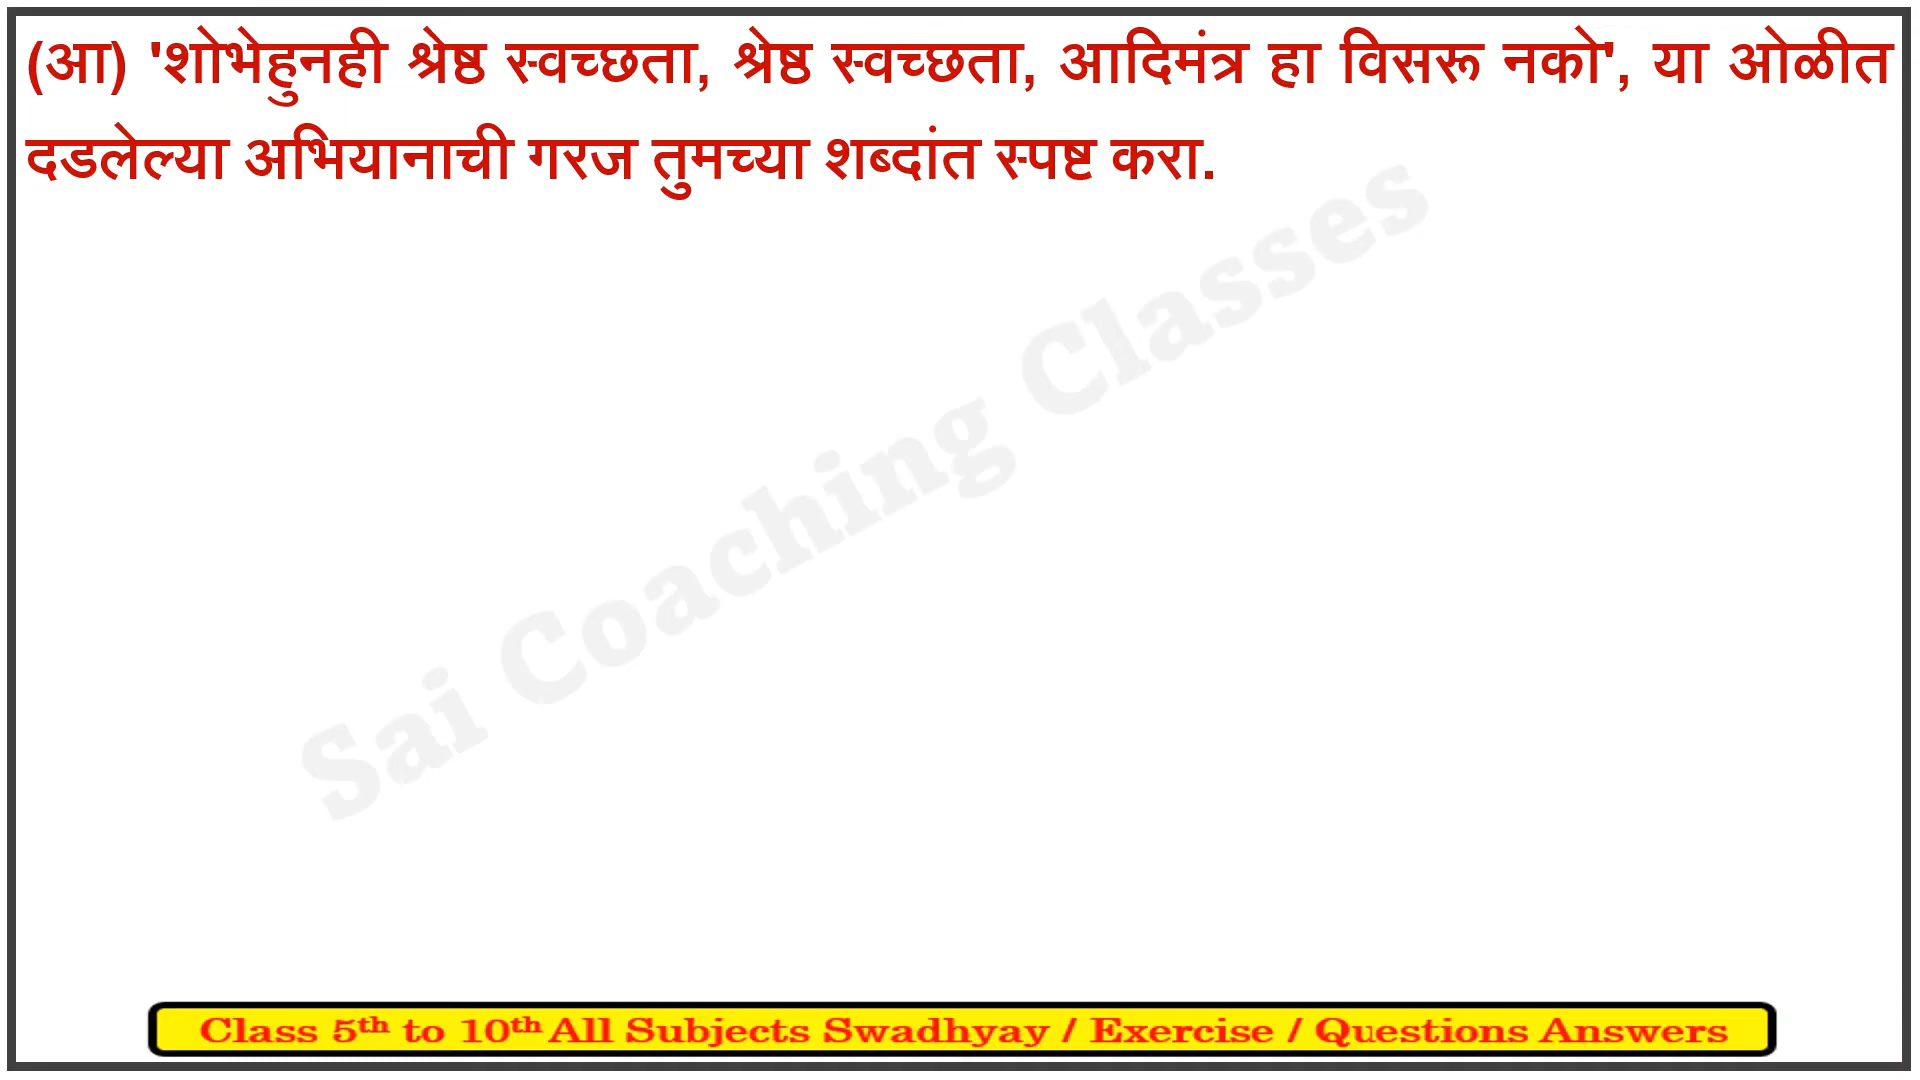 (आ) 'शोभेहुनही श्रेष्ठ स्वच्छता, श्रेष्ठ स्वच्छता, आदिमंत्र हा विसरू नको', या ओळीत
दडलेल्या अभियानाची गरज तुमच्या शब्दांत स्पष्ट करा.
Sai Coaching Classes
Class 5th to 10th All Subjects Swadhyay / Exercise / Questions Answers